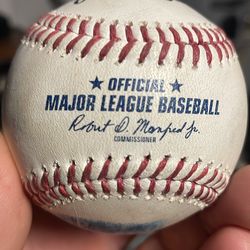 OFFICIAL
MAJOR LEAGUE BASEBALL
Robert D. Manfred Jr.
COMMISSIONER